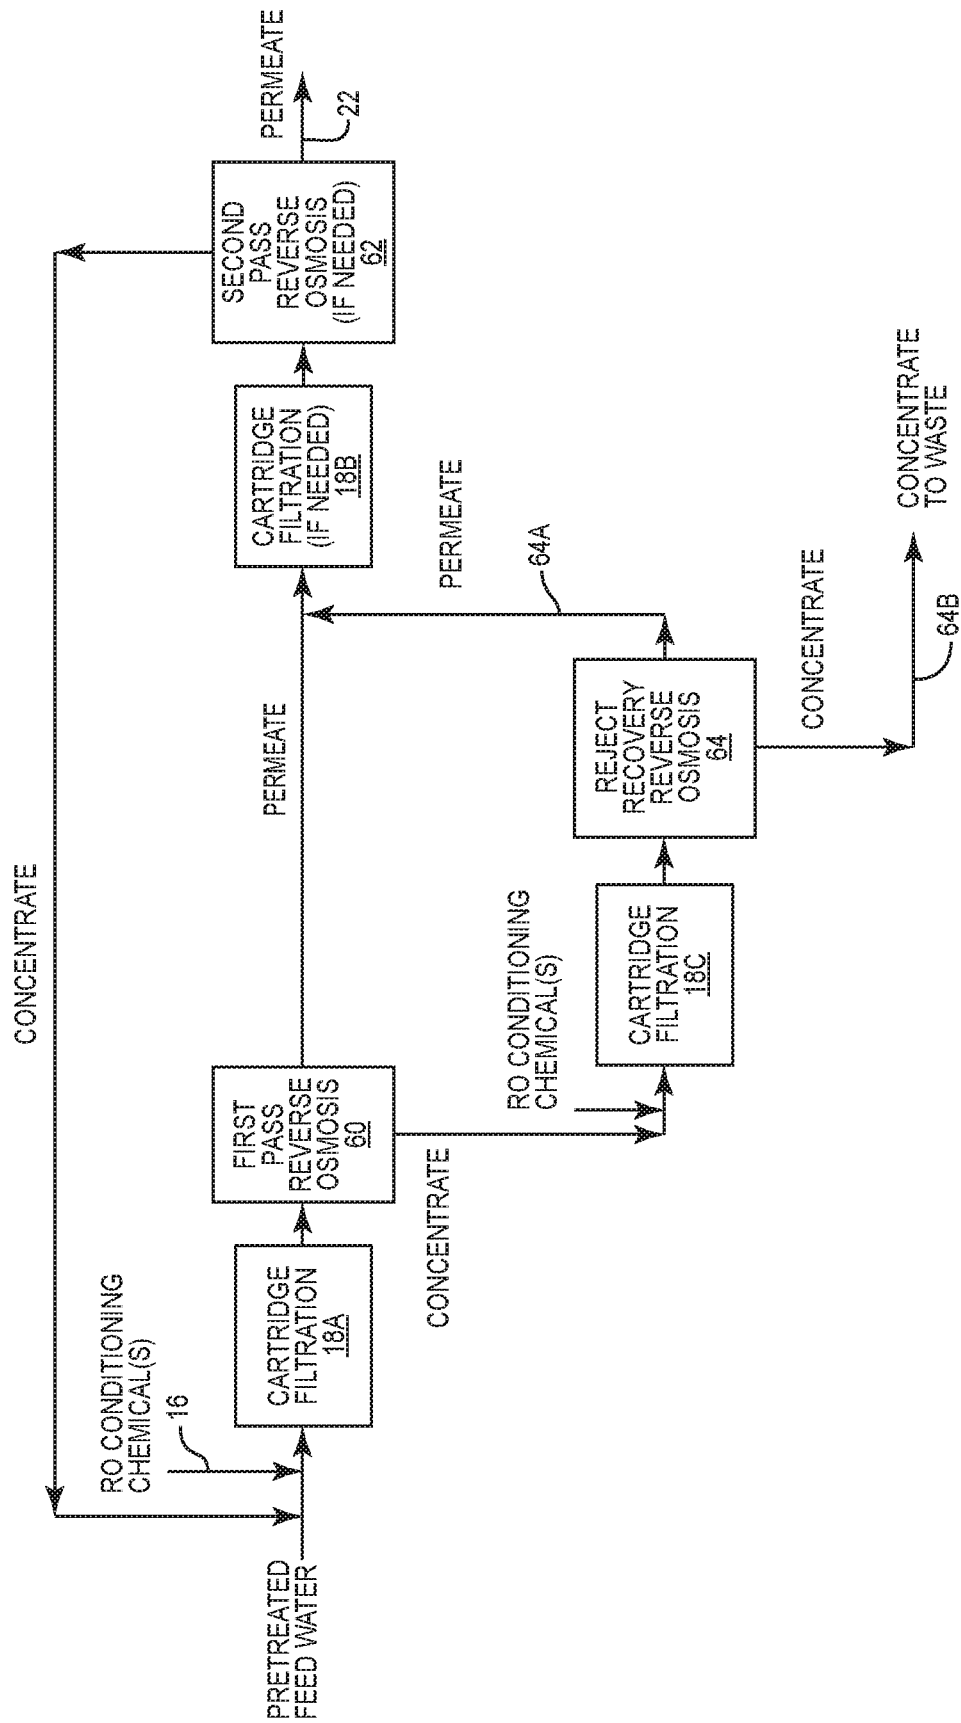 CONCENTRATE
RO CONDITIONING
CHEMICAL(S)
16
PRETREATED
FEED WATER
CARTRIDGE
FILTRATION
18A
FIRST
PASS
REVERSE
OSMOSIS
60
PERMEATE
CARTRIDGE
FILTRATION
(IF NEEDED)
18B
SECOND
PASS
REVERSE
OSMOSIS
(IF NEEDED)
62
PERMEATE
22
CONCENTRATE
RO CONDITIONING
CHEMICAL(S)
CARTRIDGE
FILTRATION
18C
REJECT
RECOVERY
REVERSE
OSMOSIS
64
64A
PERMEATE
CONCENTRATE
64B
CONCENTRATE
TO WASTE